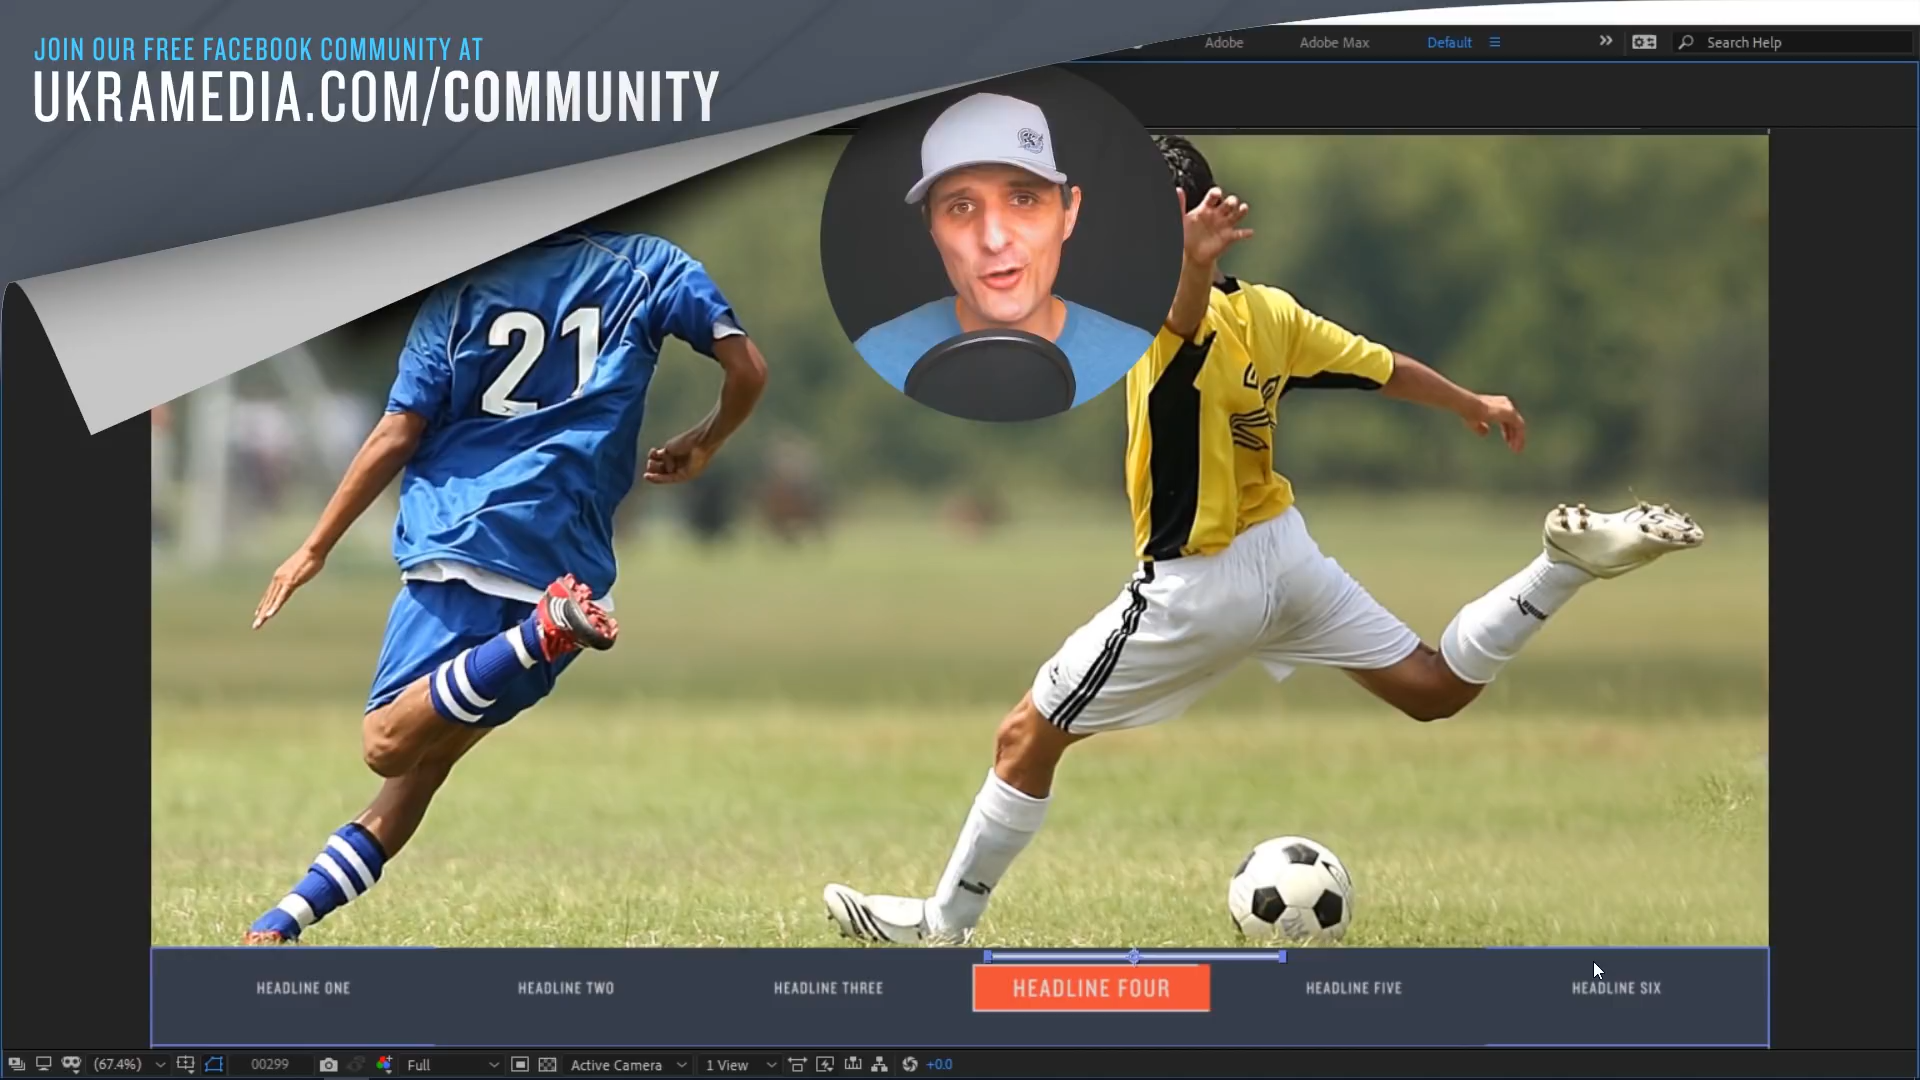 JOIN OUR FREE FACEBOOK COMMUNITY AT
UKRAMEDIA.COM/COMMUNITY
Adobe
Adobe Max
Default
Search Help
21
HEADLINE ONE
HEADLINE TWO
HEADLINE THREE
HEADLINE FOUR
HEADLINE FIVE
HEADLINE SIX
(67.4%)
00299
Full
Active Camera
1 View
+0.0